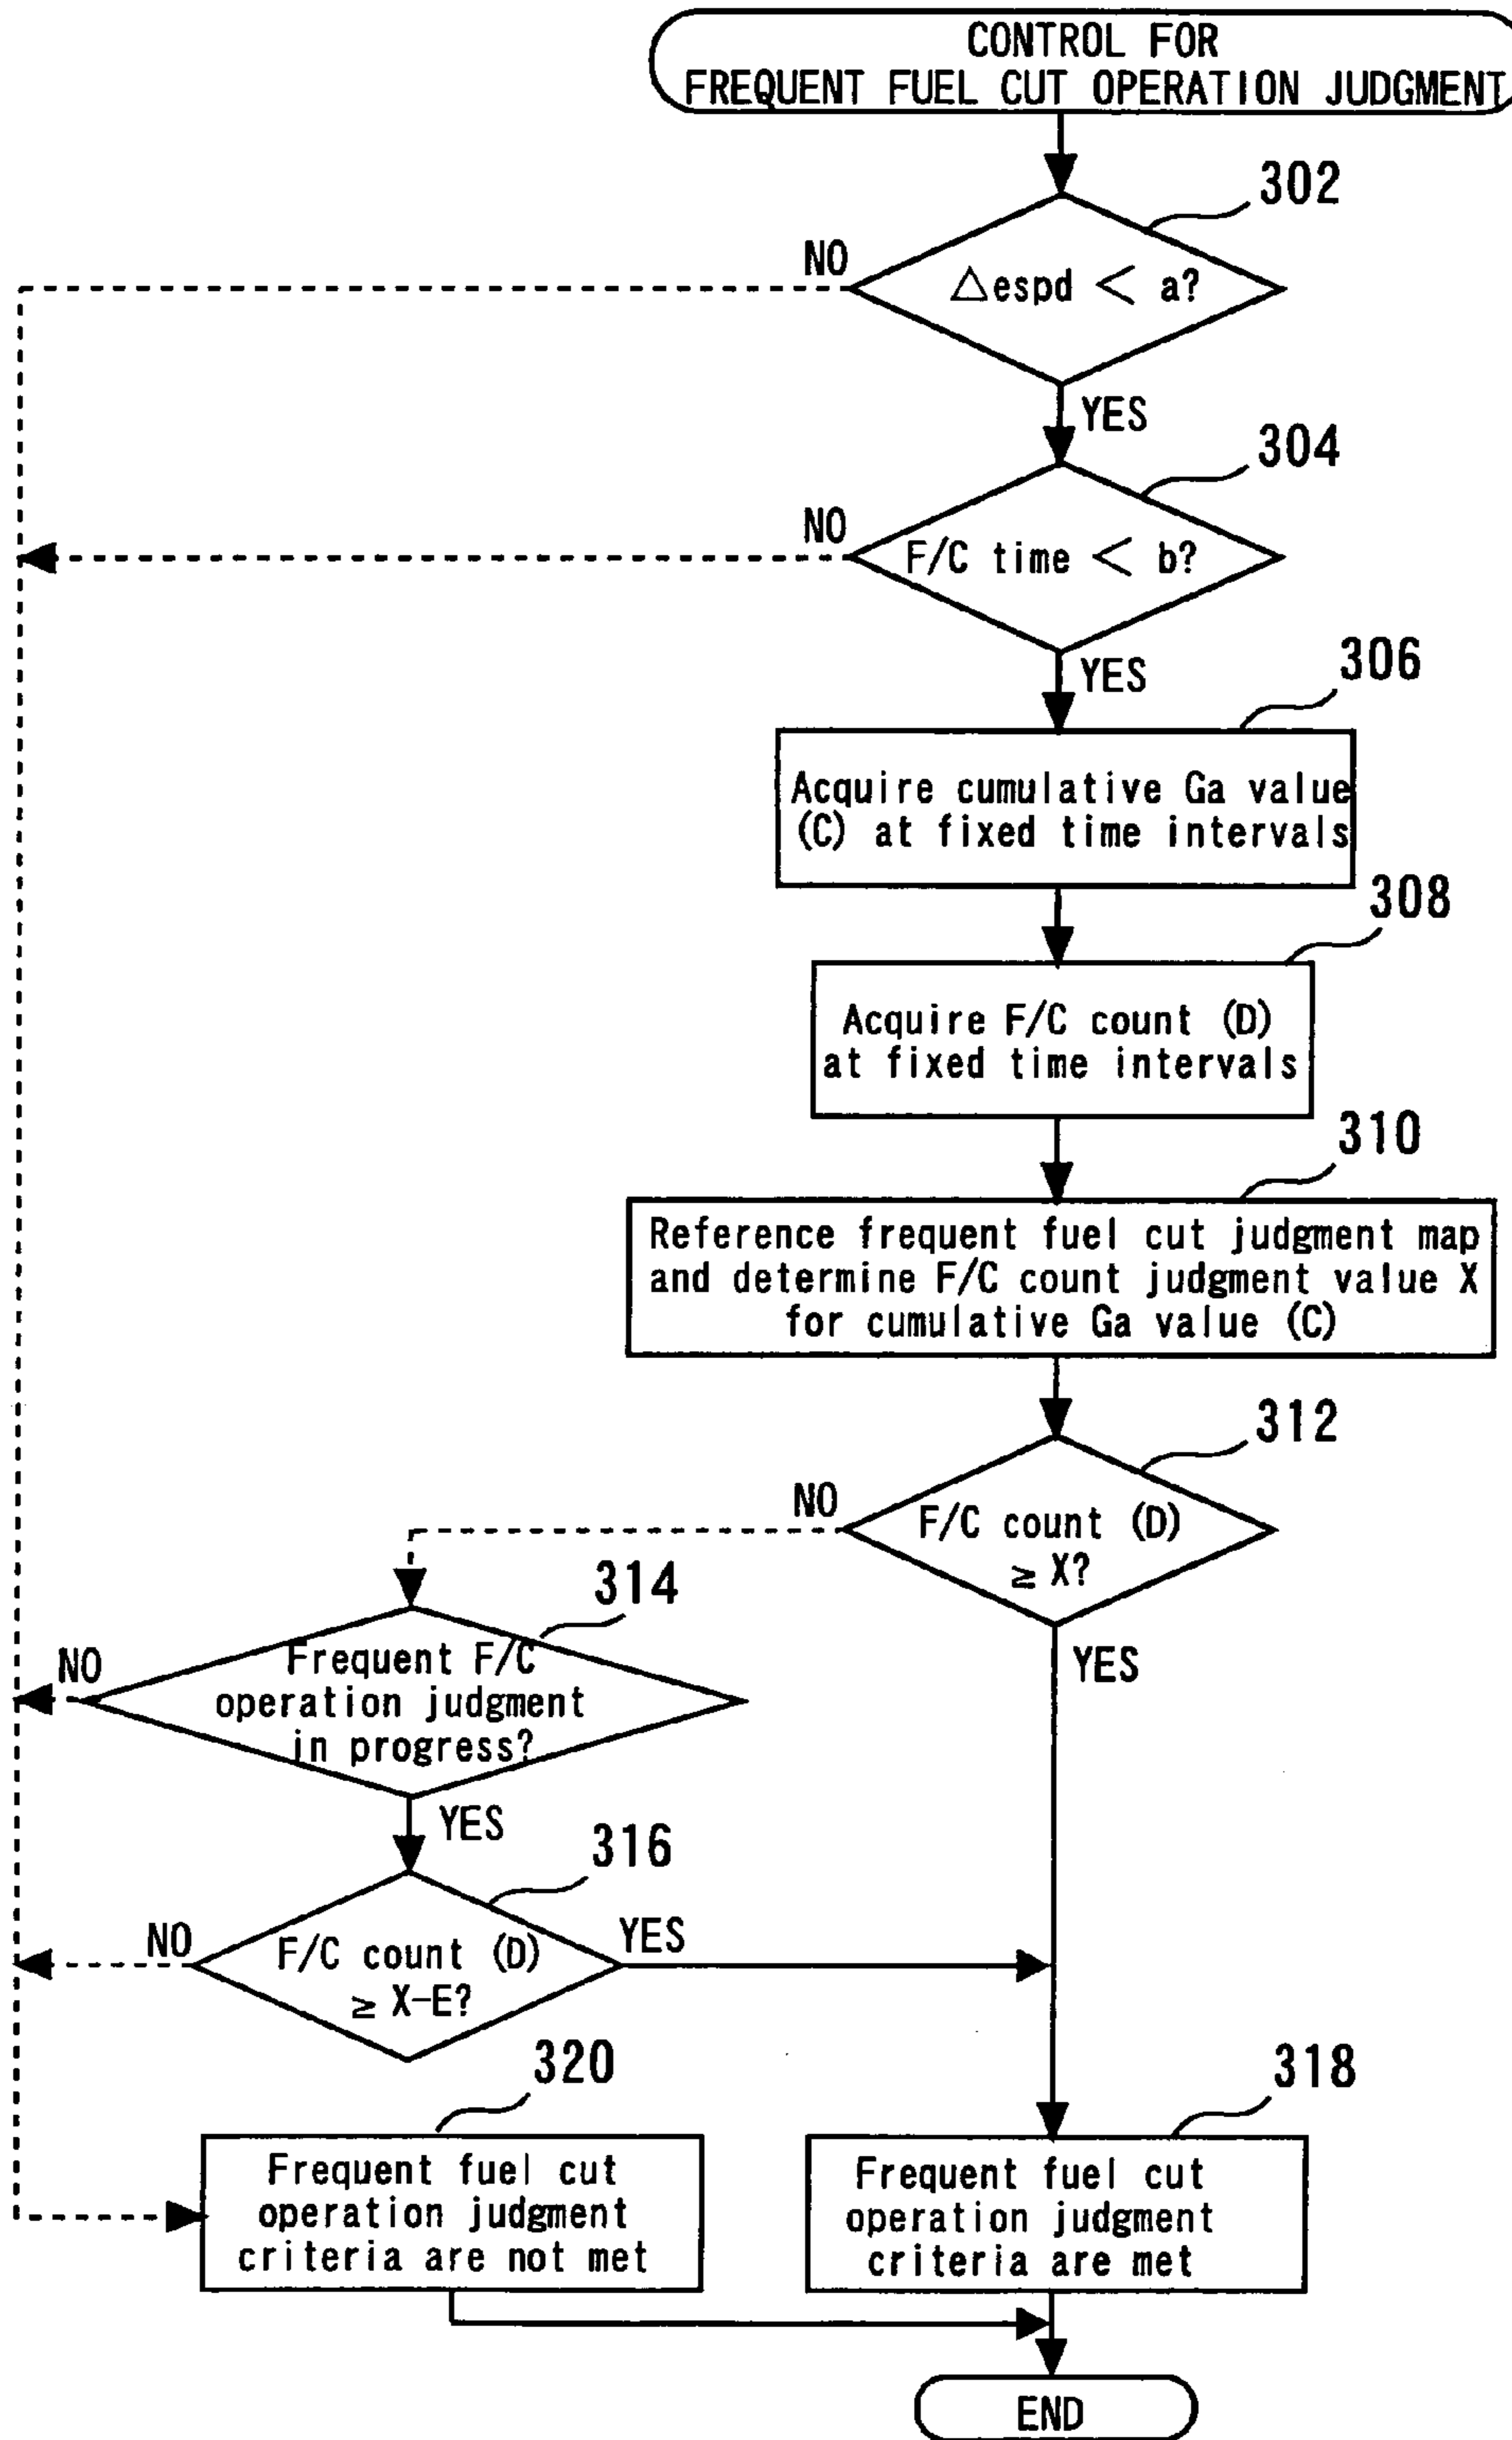 CONTROL FOR
FREQUENT FUEL CUT OPERATION JUDGMENT
302
NO
△espd < a?
YES
304
NO
F/C time < b?
YES
306
Acquire cumulative Ga value
(C) at fixed time intervals
308
Acquire F/C count (D)
at fixed time intervals
310
Reference frequent fuel cut judgment map
and determine F/C count judgment value X
for cumulative Ga value (C)
312
NO
F/C count (D)
≥ X?
YES
314
NO
Frequent F/C
operation judgment
in progress?
YES
316
NO
F/C count (D)
≥ X-E?
YES
320
Frequent fuel cut
operation judgment
criteria are not met
318
Frequent fuel cut
operation judgment
criteria are met
END